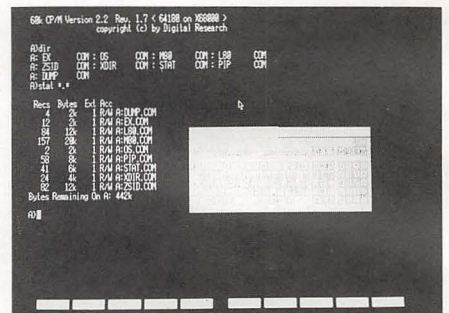 60k CP/M Version 2.2 Rev. 1.7 < 64180 on X68000 >
copyright (c) by Digital Research
A>dir
A: EX COM : OS COM : M80 COM : L80 COM
A: ZSID COM : XDIR COM : STAT COM : PIP COM
A: DUMP COM
A>stat *.*
Recs Bytes Ext Acc
4 2k 1 R/W A:DUMP.COM
12 2k 1 R/W A:EX.COM
84 12k 1 R/W A:L80.COM
157 20k 1 R/W A:M80.COM
2 2k 1 R/W A:OS.COM
58 8k 1 R/W A:PIP.COM
41 6k 1 R/W A:STAT.COM
24 4k 1 R/W A:XDIR.COM
82 12k 1 R/W A:ZSID.COM
Bytes Remaining On A: 442k
A>